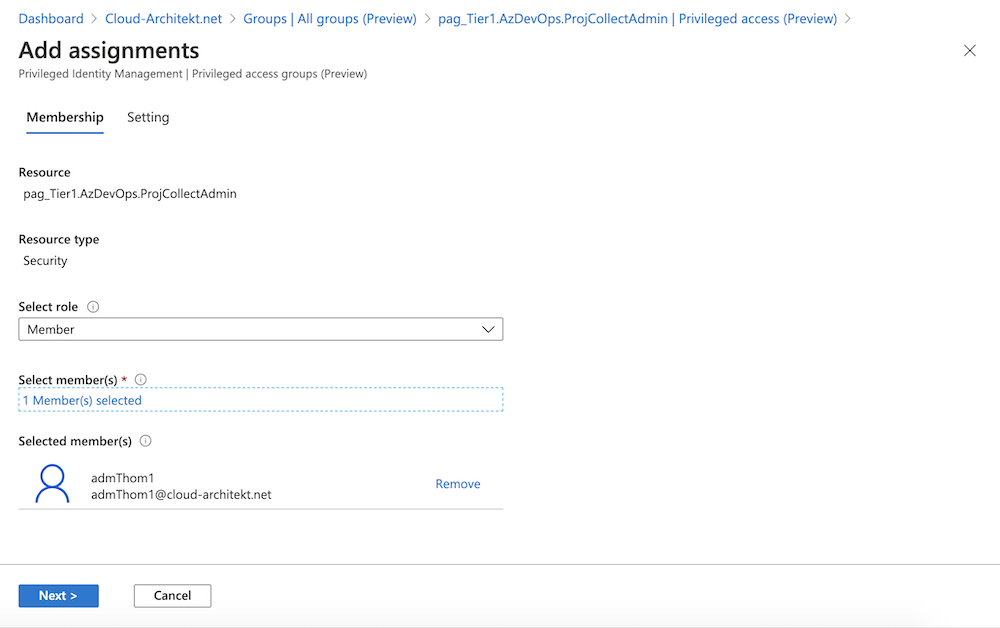 Dashboard > Cloud-Architekt.net > Groups | All groups (Preview) > pag_Tier1.AzDevOps.ProjCollectAdmin | Privileged access (Preview) >
Add assignments
Privileged Identity Management | Privileged access groups (Preview)
Membership Setting
Resource
pag_Tier1.AzDevOps.ProjCollectAdmin
Resource type
Security
Select role
Member
Select member(s) *
1 Member(s) selected
Selected member(s)
admThom1
admThom1@cloud-architekt.net
Remove
Next > Cancel